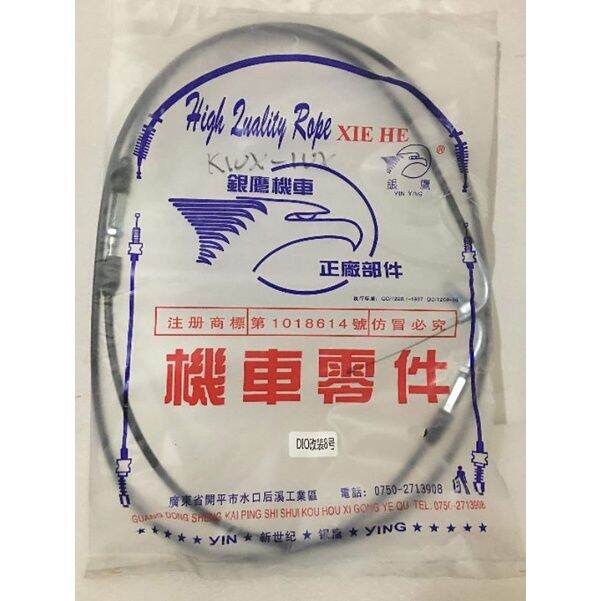 High Quality Rope XIE HE
®
銀鷹機車
銀鷹
YIN YING
正廠部件
注册商標第1018614號仿冒必究
機車零件
DIO改装8号
廣東省開平市水口后溪工業區 電話：0750-2713908
GUANG DONG SHENG KAI PING SHI SHUI KOU HOU XI GONG YE QU TEL. 0750-2713908
YIN 新世纪 銀鷹 YING